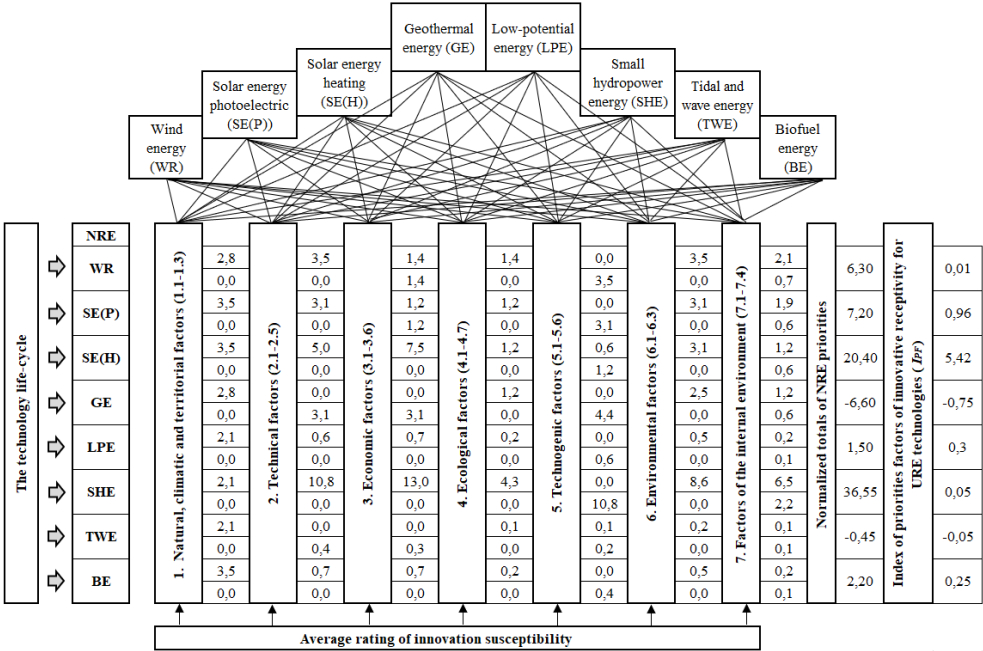 Geothermal
energy (GE)
Low-potential
energy (LPE)
Solar energy
heating
(SE(H))
Small
hydropower
energy (SHE)
Solar energy
photoelectric
(SE(P))
Tidal and
wave energy
(TWE)
Wind
energy
(WR)
Biofuel
energy
(BE)
The technology life-cycle
NRE
1. Natural, climatic and territorial factors (1.1-1.3)
2. Technical factors (2.1-2.5)
3. Economic factors (3.1-3.6)
4. Ecological factors (4.1-4.7)
5. Technogenic factors (5.1-5.6)
6. Environmental factors (6.1-6.3)
7. Factors of the internal environment (7.1-7.4)
Normalized totals of NRE priorities
Index of priorities factors of innovative receptivity for
URE technologies ( IPF)
WR
2,8 3,5 1,4 1,4 0,0 3,5 2,1
6,30 0,01
0,0 0,0 1,4 0,0 3,5 0,0 0,7
SE(P)
3,5 3,1 1,2 1,2 0,0 3,1 1,9
7,20 0,96
0,0 0,0 1,2 0,0 3,1 0,0 0,6
SE(H)
3,5 5,0 7,5 1,2 0,6 3,1 1,2
20,40 5,42
0,0 0,0 0,0 0,0 1,2 0,0 0,6
GE
2,8 0,0 0,0 1,2 0,0 2,5 1,2
-6,60 -0,75
0,0 3,1 3,1 0,0 4,4 0,0 0,6
LPE
2,1 0,6 0,7 0,2 0,0 0,5 0,2
1,50 0,3
0,0 0,0 0,0 0,0 0,6 0,0 0,1
SHE
2,1 10,8 13,0 4,3 0,0 8,6 6,5
36,55 0,05
0,0 0,0 0,0 0,0 10,8 0,0 2,2
TWE
2,1 0,0 0,0 0,1 0,1 0,2 0,1
-0,45 -0,05
0,0 0,4 0,3 0,0 0,2 0,0 0,1
BE
3,5 0,7 0,7 0,2 0,0 0,5 0,2
2,20 0,25
0,0 0,0 0,0 0,0 0,4 0,0 0,1
Average rating of innovation susceptibility